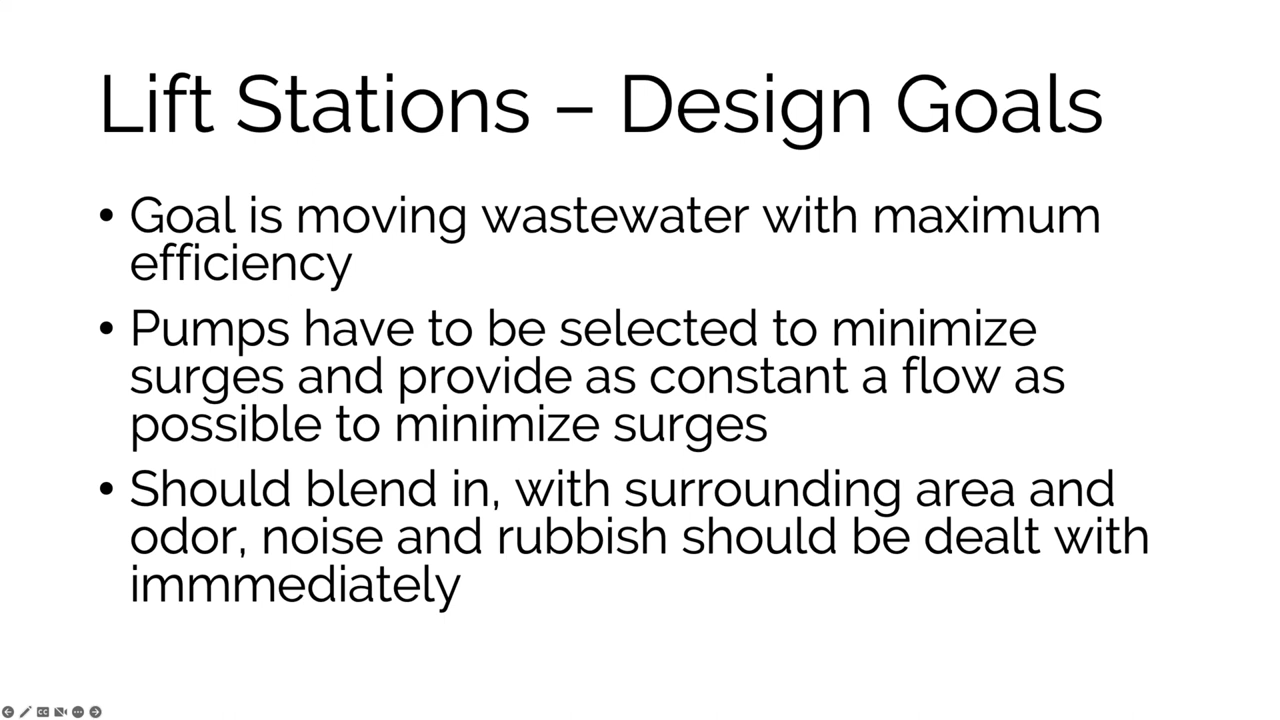 Lift Stations – Design Goals
• Goal is moving wastewater with maximum
efficiency
• Pumps have to be selected to minimize
surges and provide as constant a flow as
possible to minimize surges
• Should blend in, with surrounding area and
odor, noise and rubbish should be dealt with
immmediately